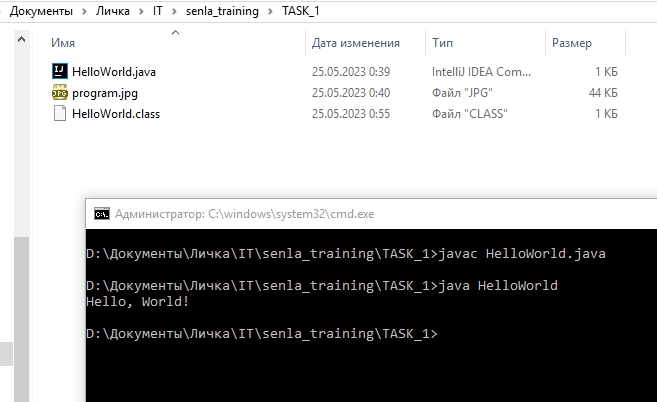 Документы > Личка > IT > senla_training > TASK_1
Имя Дата изменения Тип Размер
HelloWorld.java 25.05.2023 0:39 IntelliJ IDEA Com... 1 КБ
program.jpg 25.05.2023 0:40 Файл "JPG" 44 КБ
HelloWorld.class 25.05.2023 0:55 Файл "CLASS" 1 КБ
Администратор: C:\windows\system32\cmd.exe
D:\Документы\Личка\IT\senla_training\TASK_1>javac HelloWorld.java
D:\Документы\Личка\IT\senla_training\TASK_1>java HelloWorld
Hello, World!
D:\Документы\Личка\IT\senla_training\TASK_1>